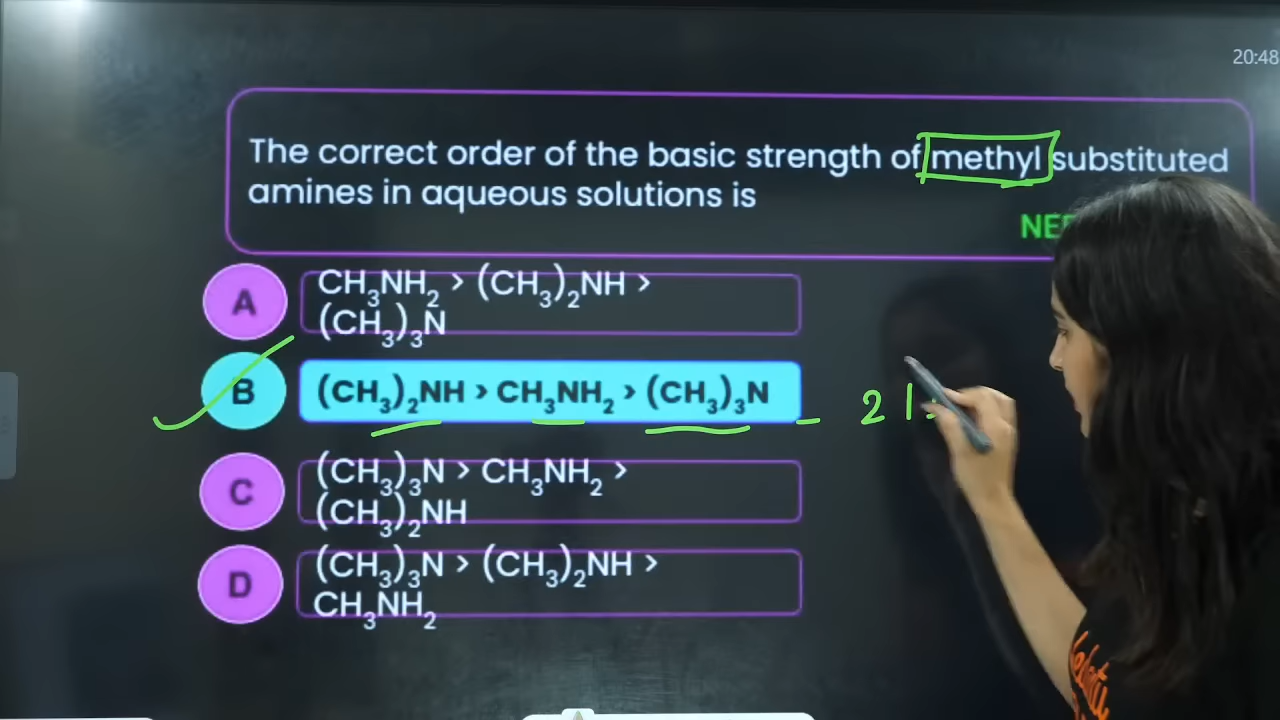 20:48
The correct order of the basic strength of methyl substituted
amines in aqueous solutions is
A
CH₃NH₂ > (CH₃)₂NH >
(CH₃)₃N
B
(CH₃)₂NH > CH₃NH₂ > (CH₃)₃N
2 1
C
(CH₃)₃N > CH₃NH₂ >
(CH₃)₂NH
D
(CH₃)₃N > (CH₃)₂NH >
CH₃NH₂